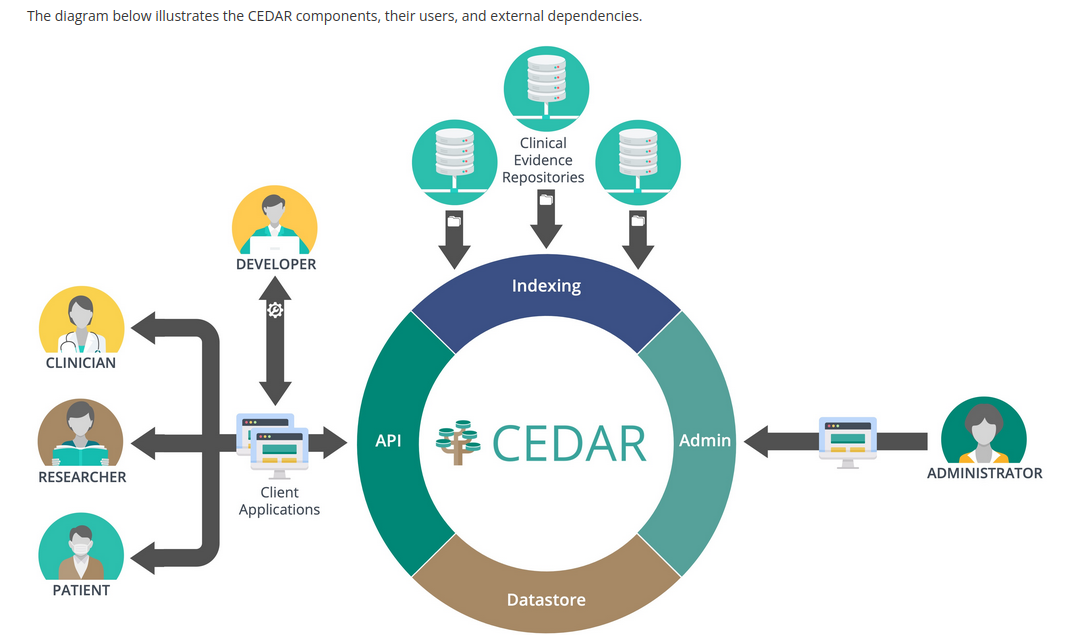 The diagram below illustrates the CEDAR components, their users, and external dependencies.
Clinical
Evidence
Repositories
DEVELOPER
Indexing
CLINICIAN
RESEARCHER
API
CEDAR
Admin
ADMINISTRATOR
Client
Applications
PATIENT
Datastore